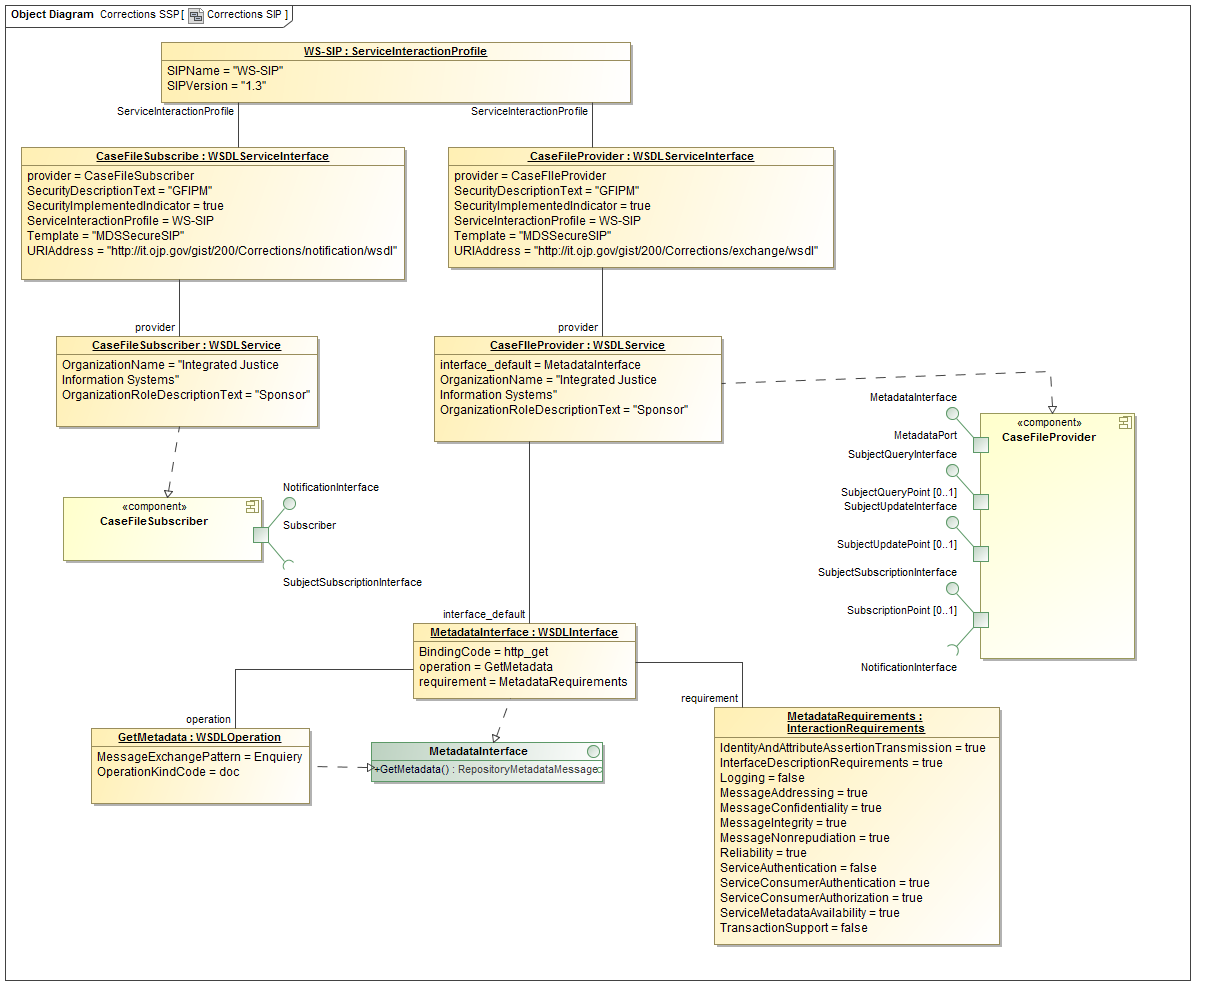 Object Diagram Corrections SSP[ Corrections SIP ]
WS-SIP : ServiceInteractionProfile
SIPName = "WS-SIP"
SIPVersion = "1.3"
ServiceInteractionProfile
ServiceInteractionProfile
CaseFileSubscribe : WSDLServiceInterface
provider = CaseFileSubscriber
SecurityDescriptionText = "GFIPM"
SecurityImplementedIndicator = true
ServiceInteractionProfile = WS-SIP
Template = "MDSSecureSIP"
URIAddress = "http://it.ojp.gov/gist/200/Corrections/notification/wsdl"
CaseFileProvider : WSDLServiceInterface
provider = CaseFIleProvider
SecurityDescriptionText = "GFIPM"
SecurityImplementedIndicator = true
ServiceInteractionProfile = WS-SIP
Template = "MDSSecureSIP"
URIAddress = "http://it.ojp.gov/gist/200/Corrections/exchange/wsdl"
provider
provider
CaseFileSubscriber : WSDLService
OrganizationName = "Integrated Justice
Information Systems"
OrganizationRoleDescriptionText = "Sponsor"
CaseFIleProvider : WSDLService
interface_default = MetadataInterface
OrganizationName = "Integrated Justice
Information Systems"
OrganizationRoleDescriptionText = "Sponsor"
«component»
CaseFileSubscriber
NotificationInterface
Subscriber
SubjectSubscriptionInterface
«component»
CaseFileProvider
MetadataInterface
MetadataPort
SubjectQueryInterface
SubjectQueryPoint [0..1]
SubjectUpdateInterface
SubjectUpdatePoint [0..1]
SubjectSubscriptionInterface
SubscriptionPoint [0..1]
NotificationInterface
interface_default
MetadataInterface : WSDLInterface
BindingCode = http_get
operation = GetMetadata
requirement = MetadataRequirements
operation
requirement
GetMetadata : WSDLOperation
MessageExchangePattern = Enquiery
OperationKindCode = doc
MetadataInterface
+GetMetadata() : RepositoryMetadataMessage
MetadataRequirements :
InteractionRequirements
IdentityAndAttributeAssertionTransmission = true
InterfaceDescriptionRequirements = true
Logging = false
MessageAddressing = true
MessageConfidentiality = true
MessageIntegrity = true
MessageNonrepudiation = true
Reliability = true
ServiceAuthentication = false
ServiceConsumerAuthentication = true
ServiceConsumerAuthorization = true
ServiceMetadataAvailability = true
TransactionSupport = false